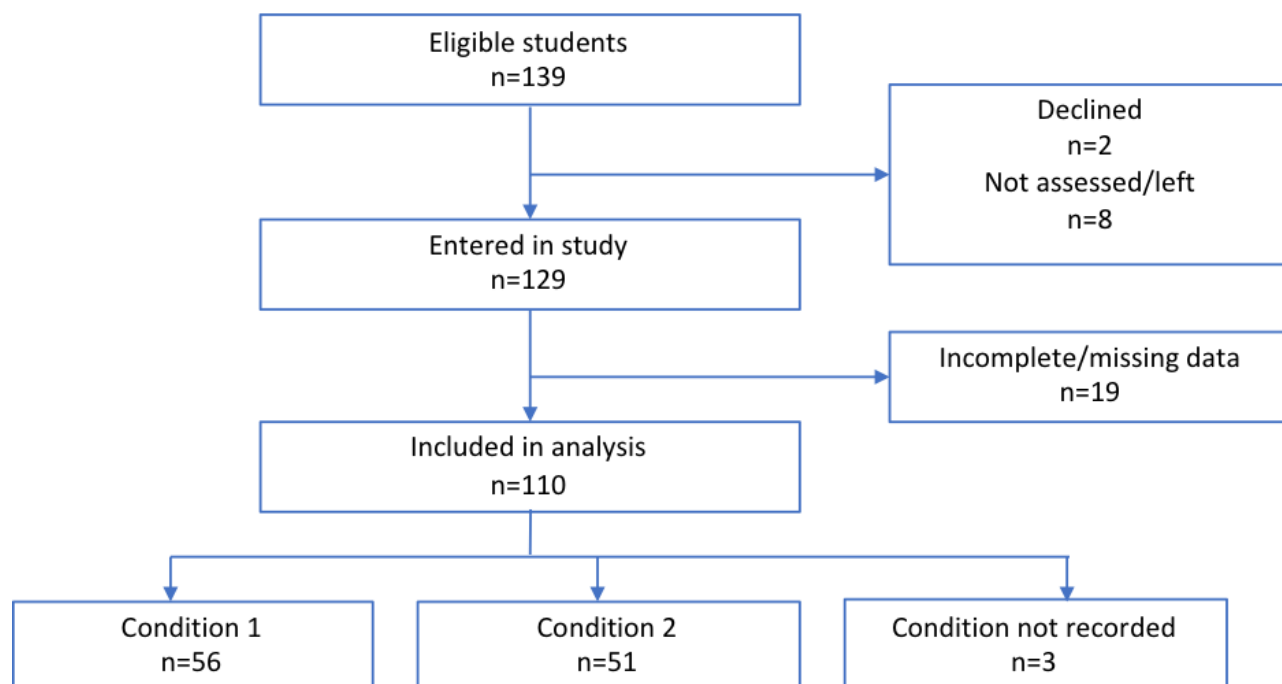 Eligible students
n=139
Declined
n=2
Not assessed/left
n=8
Entered in study
n=129
Incomplete/missing data
n=19
Included in analysis
n=110
Condition 1
n=56
Condition 2
n=51
Condition not recorded
n=3